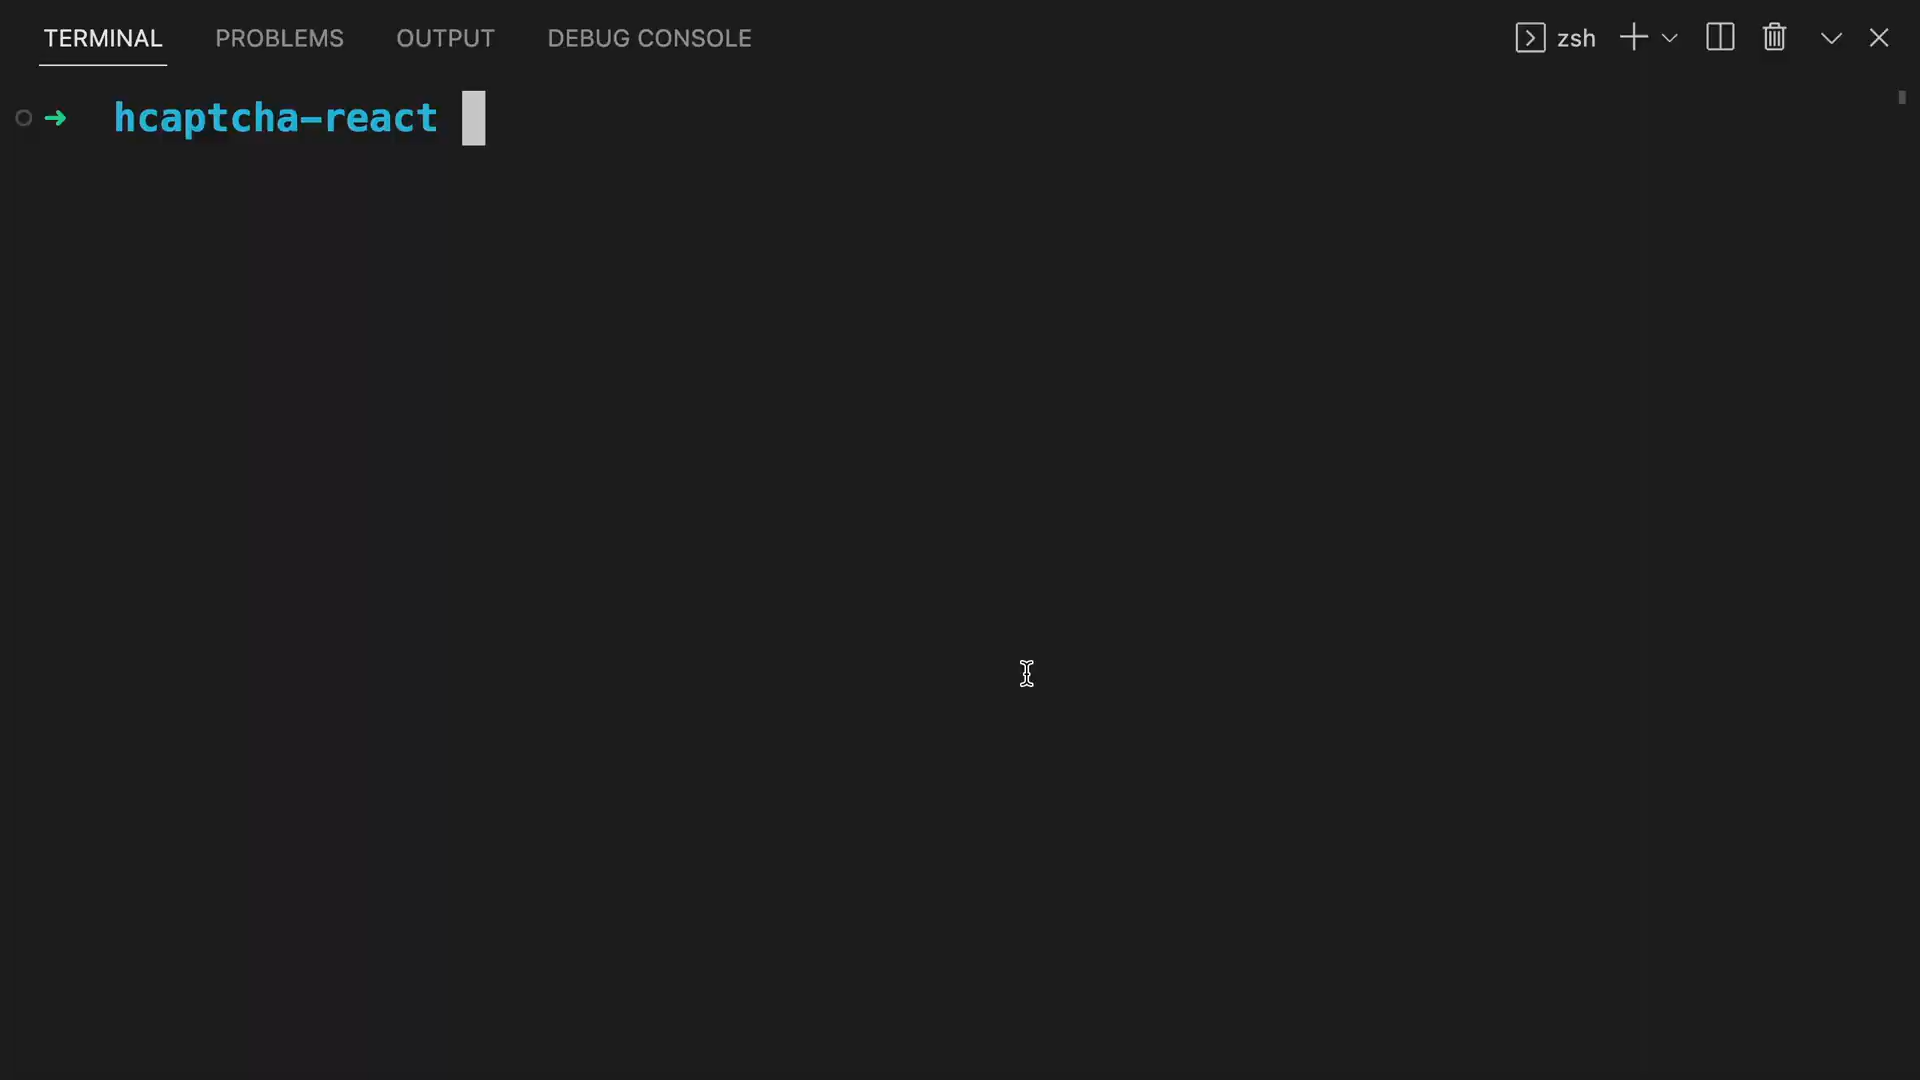 TERMINAL PROBLEMS OUTPUT DEBUG CONSOLE zsh
➜ hcaptcha-react